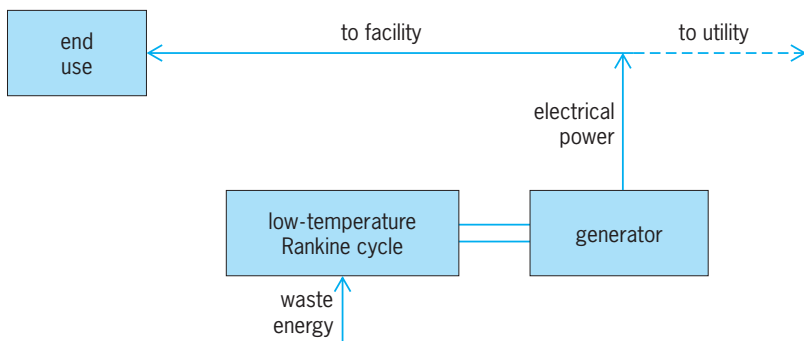 end
use
to facility
to utility
electrical
power
low-temperature
Rankine cycle
generator
waste
energy